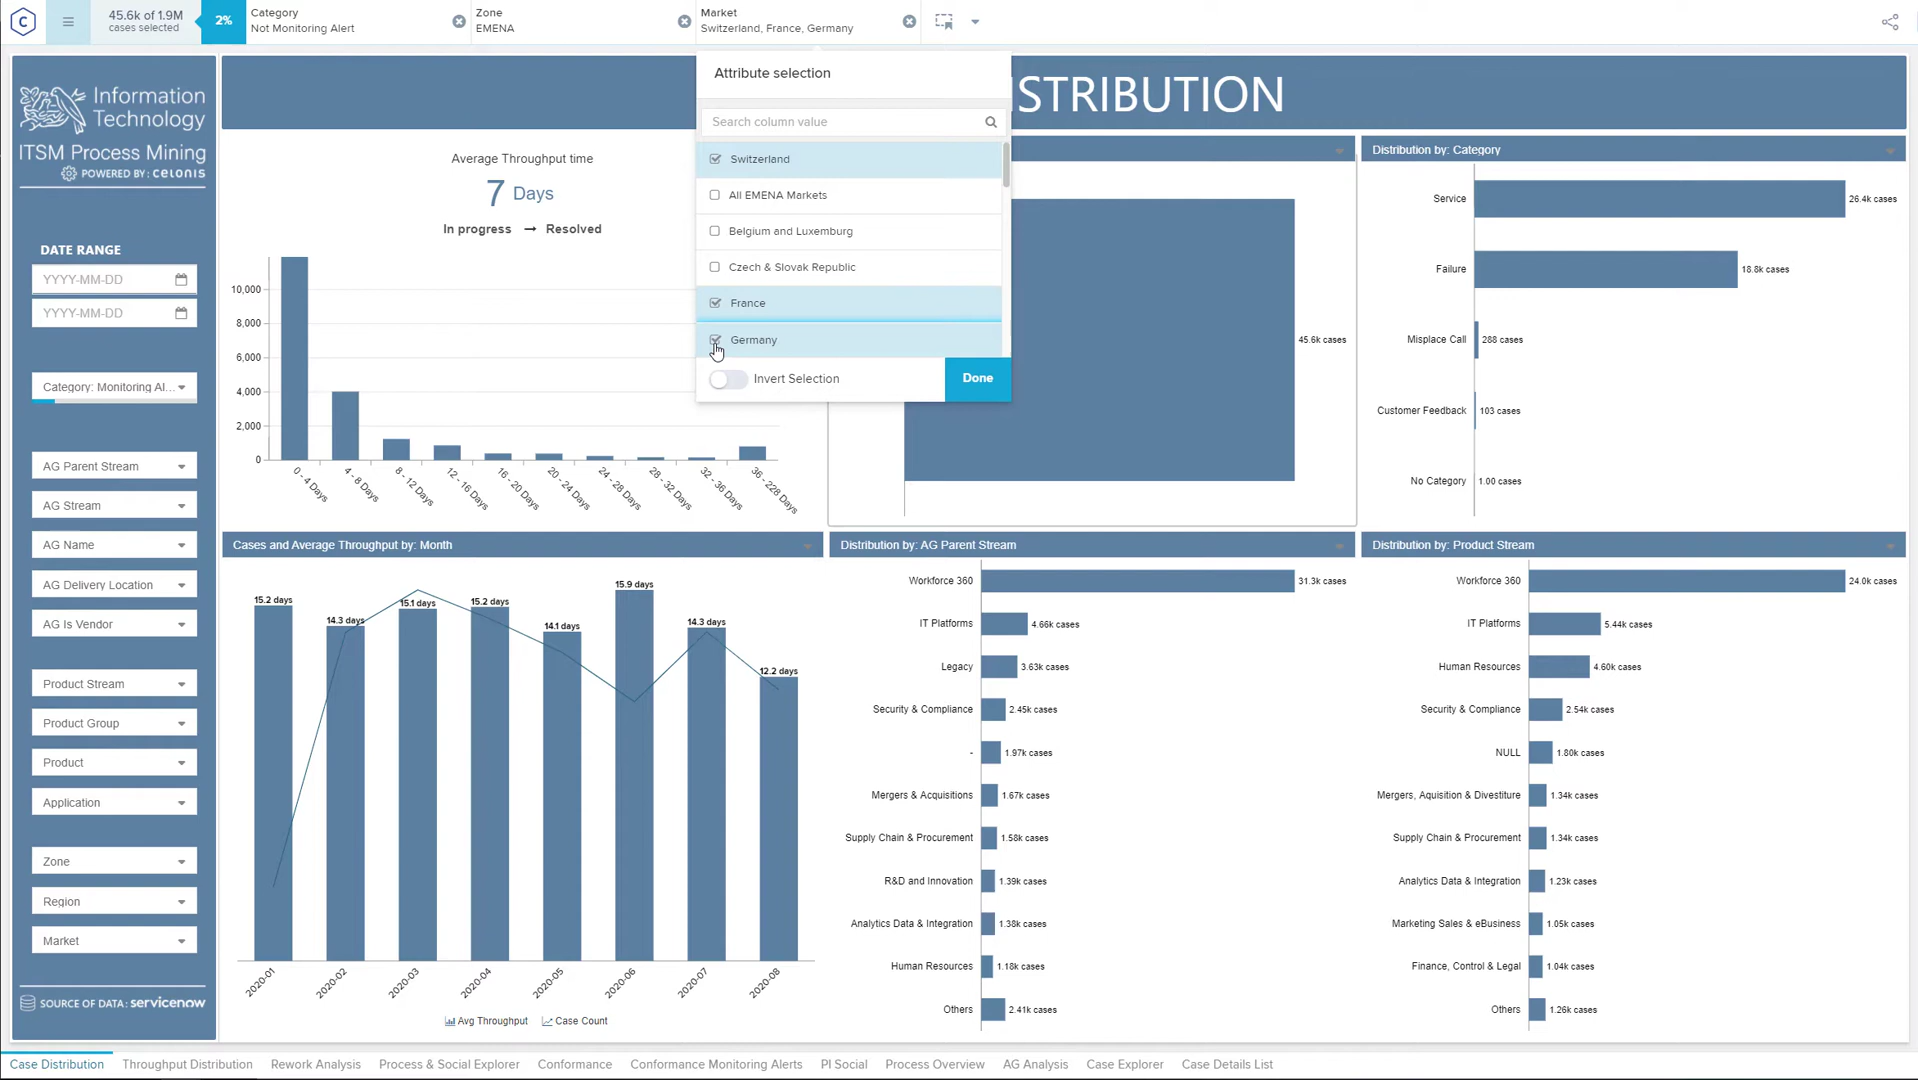 45.6k of 1.9M
cases selected
2%
Category
Not Monitoring Alert
Zone
EMENA
Market
Switzerland, France, Germany
Information
Technology
ITSM Process Mining
POWERED BY: celonis
DATE RANGE
YYYY-MM-DD
YYYY-MM-DD
Category: Monitoring Al...
AG Parent Stream
AG Stream
AG Name
AG Delivery Location
AG Is Vendor
Product Stream
Product Group
Product
Application
Zone
Region
Market
SOURCE OF DATA: servicenow
STRIBUTION
Attribute selection
Search column value
Switzerland
All EMENA Markets
Belgium and Luxemburg
Czech & Slovak Republic
France
Germany
Invert Selection
Done
Average Throughput time
7 Days
In progress → Resolved
10,000
8,000
6,000
4,000
2,000
0
0 - 4 Days
4 - 8 Days
8 - 12 Days
12 - 16 Days
16 - 20 Days
20 - 24 Days
24 - 28 Days
28 - 32 Days
32 - 36 Days
36 - 228 Days
45.6k cases
Distribution by: Category
Service
26.4k cases
Failure
18.8k cases
Misplace Call
288 cases
Customer Feedback
103 cases
No Category
1.00 cases
Cases and Average Throughput by: Month
15.2 days
14.3 days
15.1 days
15.2 days
14.1 days
15.9 days
14.3 days
12.2 days
2020-01
2020-02
2020-03
2020-04
2020-05
2020-06
2020-07
2020-08
Avg Throughput
Case Count
Distribution by: AG Parent Stream
Workforce 360
31.3k cases
IT Platforms
4.66k cases
Legacy
3.63k cases
Security & Compliance
2.45k cases
-
1.97k cases
Mergers & Acquisitions
1.67k cases
Supply Chain & Procurement
1.58k cases
R&D and Innovation
1.39k cases
Analytics Data & Integration
1.38k cases
Human Resources
1.18k cases
Others
2.41k cases
Distribution by: Product Stream
Workforce 360
24.0k cases
IT Platforms
5.44k cases
Human Resources
4.60k cases
Security & Compliance
2.54k cases
NULL
1.80k cases
Mergers, Aquisition & Divestiture
1.34k cases
Supply Chain & Procurement
1.34k cases
Analytics Data & Integration
1.23k cases
Marketing Sales & eBusiness
1.05k cases
Finance, Control & Legal
1.04k cases
Others
1.26k cases
Case Distribution
Throughput Distribution
Rework Analysis
Process & Social Explorer
Conformance
Conformance Monitoring Alerts
PI Social
Process Overview
AG Analysis
Case Explorer
Case Details List